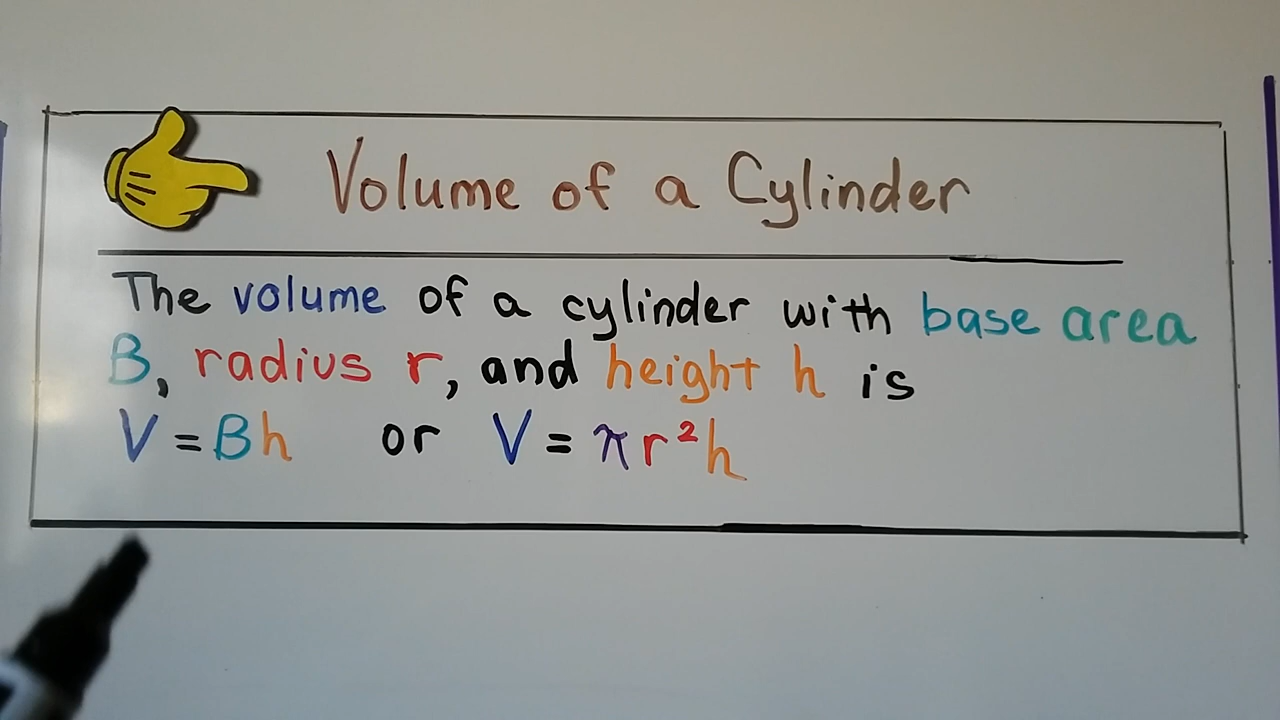 Volume of a Cylinder
The volume of a cylinder with base area
B, radius r, and height h is
V = Bh or V = πr²h